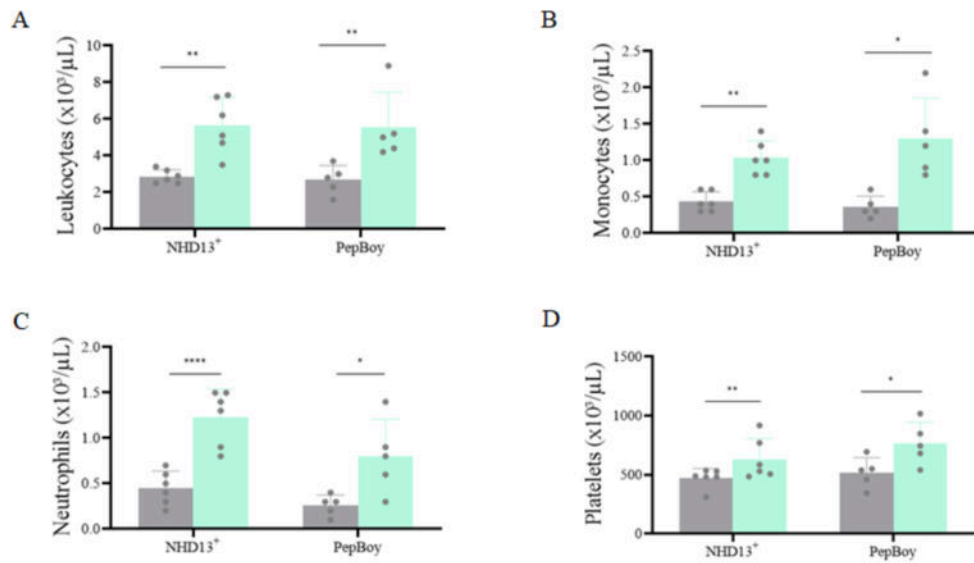 A
Leukocytes (x10³/µL)
10
8
6
4
2
0
**
**
NHD13⁺
PepBoy
B
Monocytes (x10³/µL)
2.5
2.0
1.5
1.0
0.5
0.0
**
*
NHD13⁺
PepBoy
C
Neutrophils (x10³/µL)
2.0
1.5
1.0
0.5
0.0
****
*
NHD13⁺
PepBoy
D
Platelets (x10³/µL)
1500
1000
500
0
**
*
NHD13⁺
PepBoy